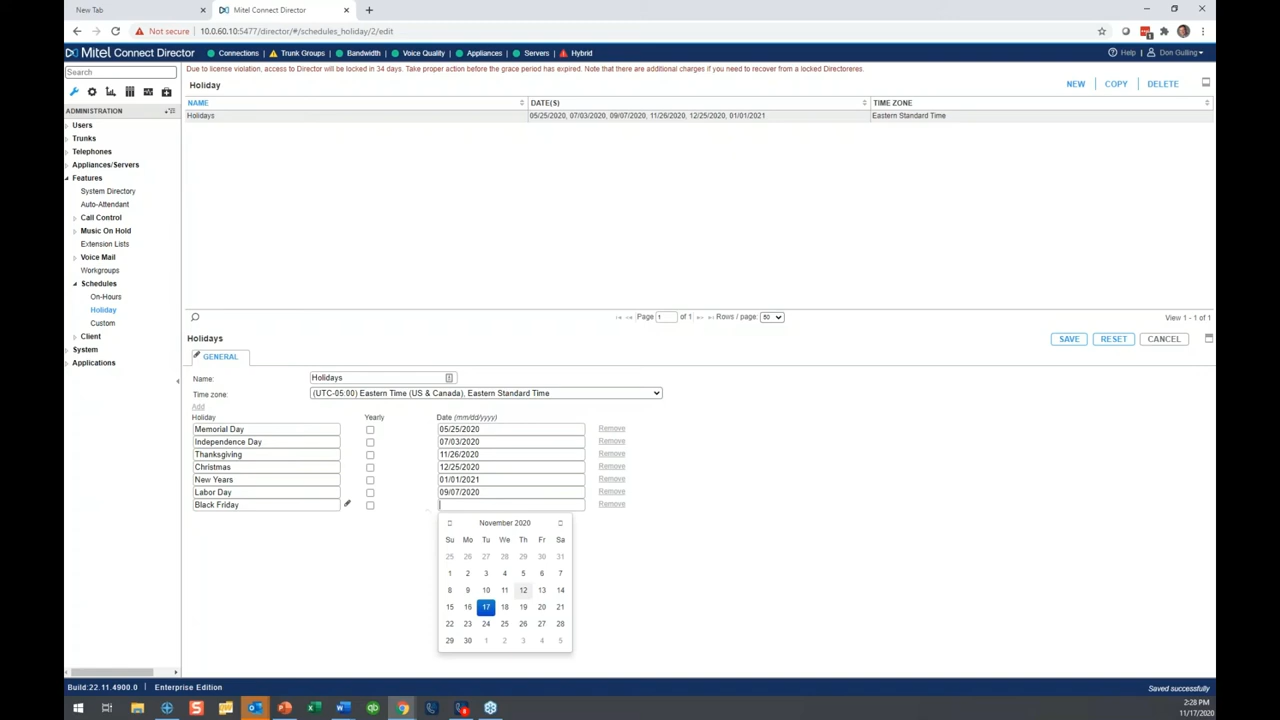 New Tab
Mitel Connect Director
Not secure
10.0.60.10:5477/director/#/schedules_holiday/2/edit
Mitel Connect Director
Connections
Trunk Groups
Bandwidth
Voice Quality
Appliances
Servers
Hybrid
Help
Don Gulling
Search
Due to license violation, access to Director will be locked in 34 days. Take proper action before the grace period has expired. Note that there are additional charges if you need to recover from a locked Directoreres.
Holiday
NEW
COPY
DELETE
NAME
DATE(S)
TIME ZONE
Holidays
05/25/2020, 07/03/2020, 09/07/2020, 11/26/2020, 12/25/2020, 01/01/2021
Eastern Standard Time
ADMINISTRATION
Users
Trunks
Telephones
Appliances/Servers
Features
System Directory
Auto-Attendant
Call Control
Music On Hold
Extension Lists
Voice Mail
Workgroups
Schedules
On-Hours
Holiday
Custom
Client
System
Applications
Page 1 of 1
Rows / page: 50
View 1 - 1 of 1
Holidays
SAVE
RESET
CANCEL
GENERAL
Name: Holidays
Time zone: (UTC-05:00) Eastern Time (US & Canada), Eastern Standard Time
Add
Holiday Yearly Date (mm/dd/yyyy)
Memorial Day 05/25/2020 Remove
Independence Day 07/03/2020 Remove
Thanksgiving 11/26/2020 Remove
Christmas 12/25/2020 Remove
New Years 01/01/2021 Remove
Labor Day 09/07/2020 Remove
Black Friday Remove
November 2020
Su Mo Tu We Th Fr Sa
25 26 27 28 29 30 31
1 2 3 4 5 6 7
8 9 10 11 12 13 14
15 16 17 18 19 20 21
22 23 24 25 26 27 28
29 30 1 2 3 4 5
Build:22.11.4900.0 | Enterprise Edition
Saved successfully
2:28 PM
11/17/2020